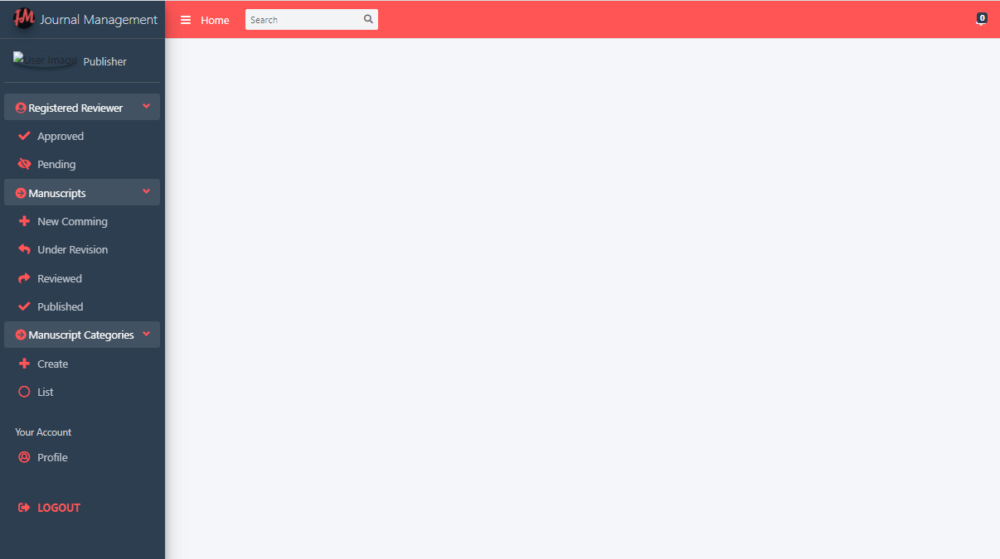 JM Journal Management
Home
Search
0
User Image
Publisher
Registered Reviewer
Approved
Pending
Manuscripts
New Comming
Under Revision
Reviewed
Published
Manuscript Categories
Create
List
Your Account
Profile
LOGOUT